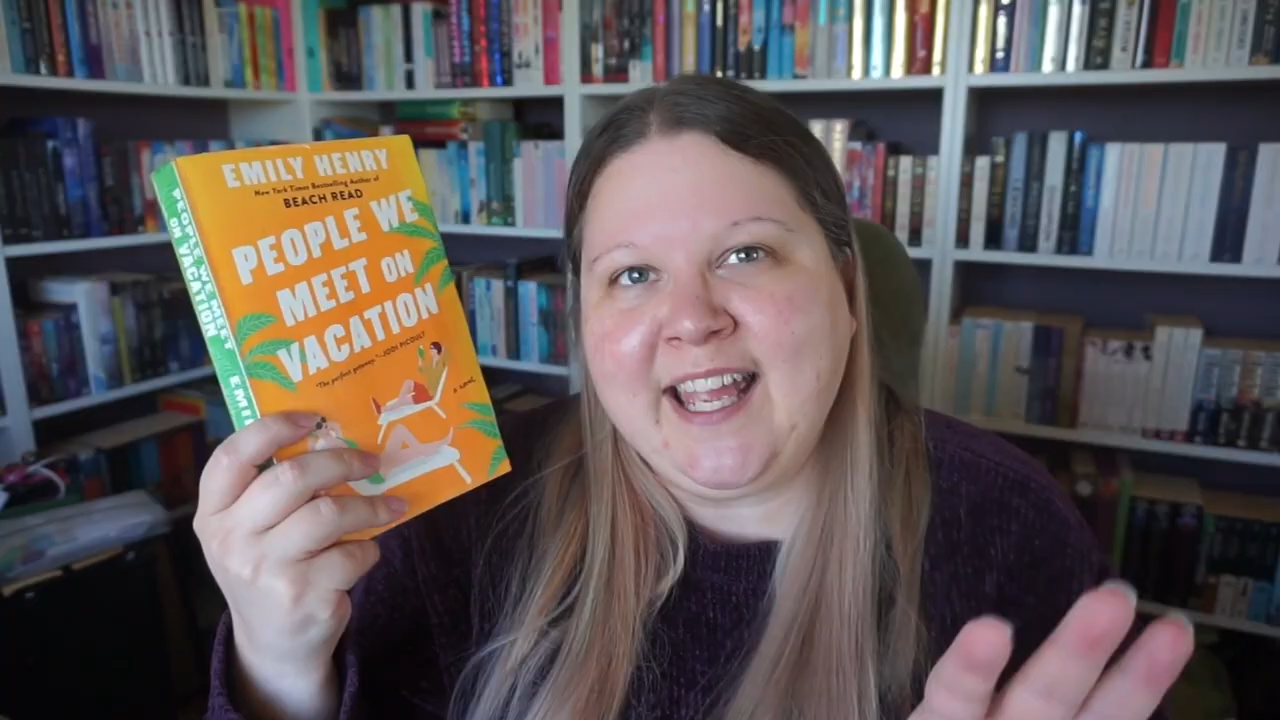 EMILY HENRY
New York Times Bestselling Author of
BEACH READ
PEOPLE WE
MEET ON
VACATION
"The perfect getaway."—JODI PICOULT
a novel
PEOPLE WE MEET
ON VACATION
EMI